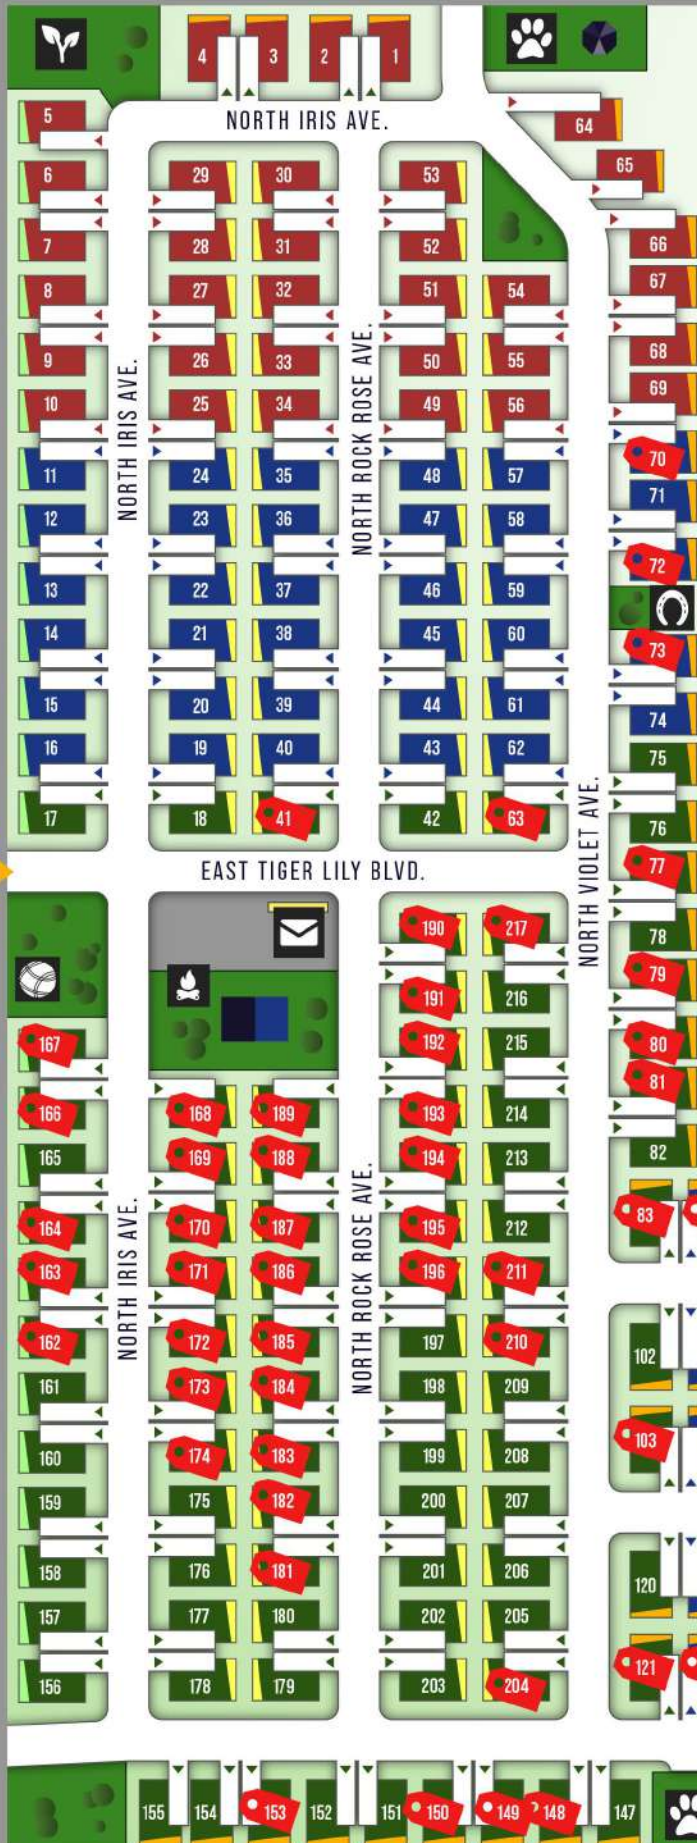 4 3 2 1
NORTH IRIS AVE.
5
64
65
6 29 30 53
7 28 31 52
66
8 27 32 51 54
67
9 26 33 50 55
68
10 25 34 49 56
69
NORTH IRIS AVE.
NORTH ROCK ROSE AVE.
70
11 24 35 48 57
71
12 23 36 47 58
72
13 22 37 46 59
14 21 38 45 60
73
15 20 39 44 61
74
16 19 40 43 62
75
17 18 41 42 63
76
NORTH VIOLET AVE.
EAST TIGER LILY BLVD.
77
190 217
78
79
191 216
167 192 215
80
81
166 168 189 193 214
165 169 188 194 213
82
83
164 170 187 195 212
163 171 186 196 211
NORTH IRIS AVE.
NORTH ROCK ROSE AVE.
162 172 185 197 210
102
161 173 184 198 209
103
160 174 183 199 208
159 175 182 200 207
158 176 181 201 206
120
157 177 180 202 205
121
156 178 179 203 204
155 154 153 152 151 150 149 148 147